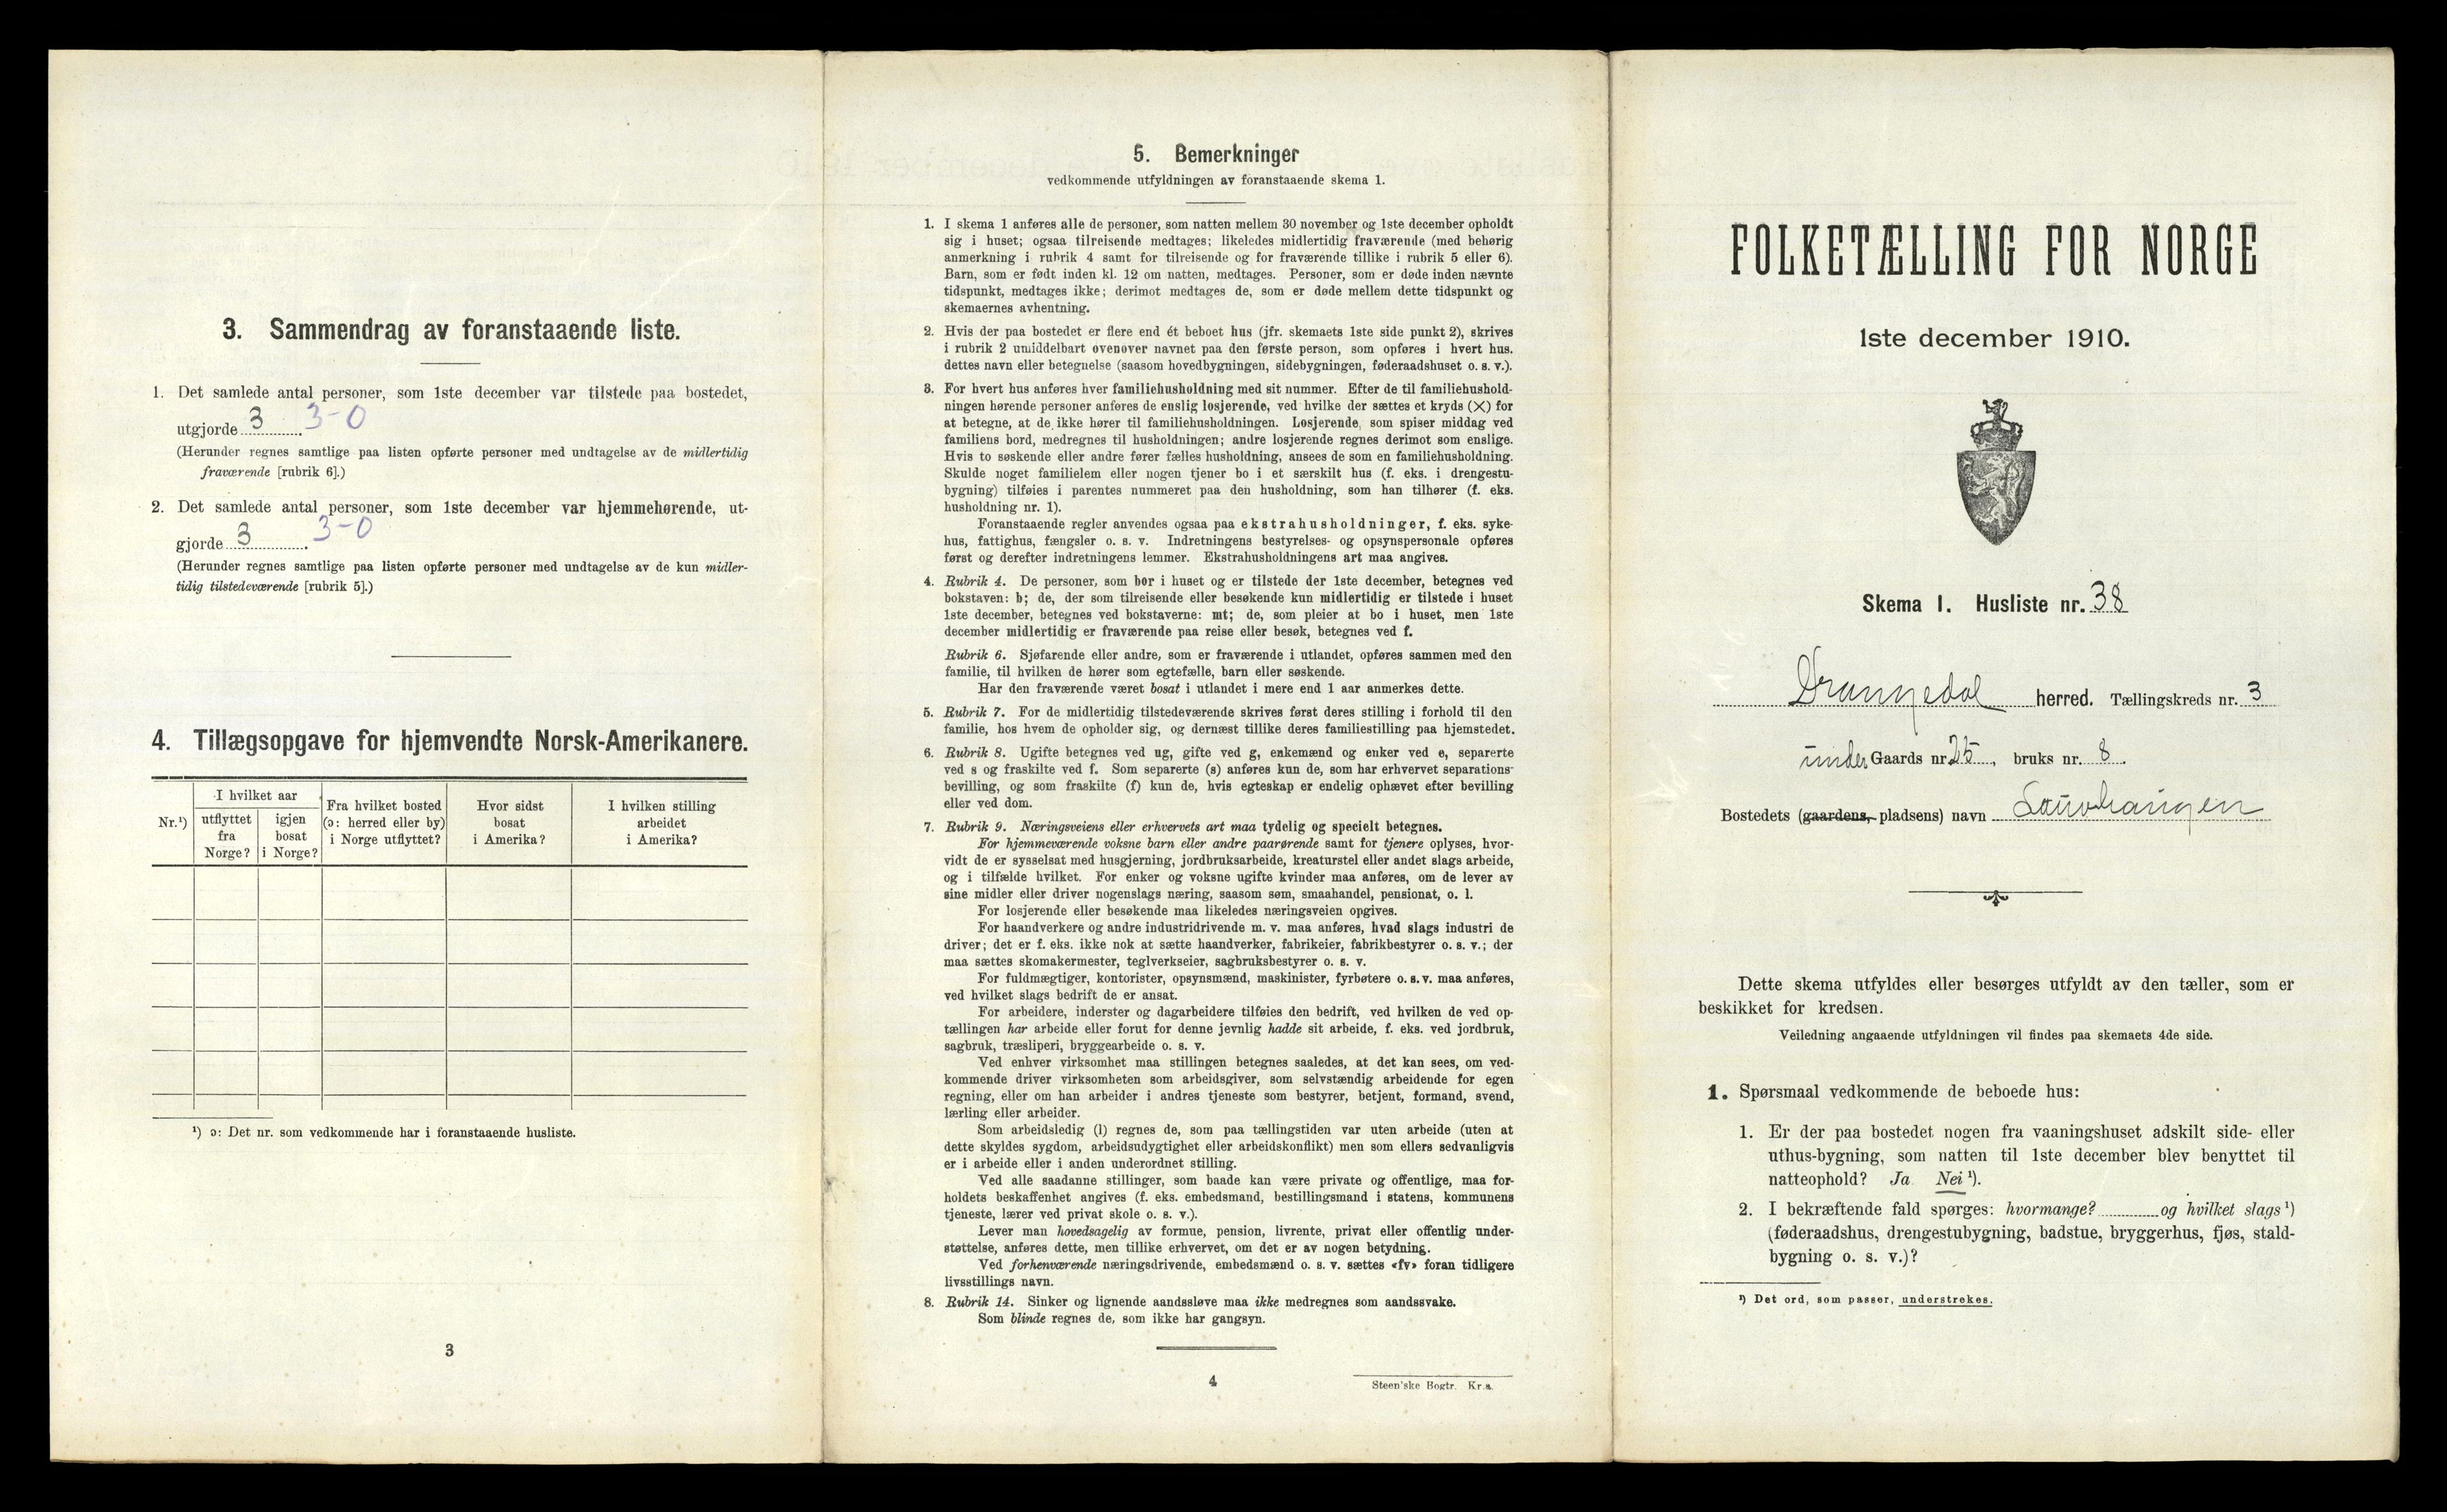 3. Sammendrag av foranstaaende liste.
1. Det samlede antal personer, som 1ste december var tilstede paa bostedet,
utgjorde 3. 3-0
(Herunder regnes samtlige paa listen opførte personer med undtagelse av de midlertidig
fraværende [rubrik 6].)
2. Det samlede antal personer, som 1ste december var hjemmehørende, ut-
gjorde 3. 3-0
(Herunder regnes samtlige paa listen opførte personer med undtagelse av de kun midler-
tidig tilstedeværende [rubrik 5].)
4. Tillægsopgave for hjemvendte Norsk-Amerikanere.
Nr.¹)
I hvilket aar
utflyttet
fra
Norge?
igjen
bosat
i Norge?
Fra hvilket bosted
(ɔ: herred eller by)
i Norge utflyttet?
Hvor sidst
bosat
i Amerika?
I hvilken stilling
arbeidet
i Amerika?
¹) ɔ: Det nr. som vedkommende har i foranstaaende husliste.
3
5. Bemerkninger
vedkommende utfyldningen av foranstaaende skema 1.
1. I skema 1 anføres alle de personer, som natten mellem 30 november og 1ste december opholdt
sig i huset; ogsaa tilreisende medtages; likeledes midlertidig fraværende (med behørig
anmerkning i rubrik 4 samt for tilreisende og for fraværende tillike i rubrik 5 eller 6).
Barn, som er født inden kl. 12 om natten, medtages. Personer, som er døde inden nævnte
tidspunkt, medtages ikke; derimot medtages de, som er døde mellem dette tidspunkt og
skemaernes avhentning.
2. Hvis der paa bostedet er flere end ét beboet hus (jfr. skemaets 1ste side punkt 2), skrives
i rubrik 2 umiddelbart ovenover navnet paa den første person, som opføres i hvert hus.
dettes navn eller betegnelse (saasom hovedbygningen, sidebygningen, føderaadshuset o. s. v.).
3. For hvert hus anføres hver familiehusholdning med sit nummer. Efter de til familiehushold-
ningen hørende personer anføres de enslig losjerende, ved hvilke der sættes et kryds (×) for
at betegne, at de ikke hører til familiehusholdningen. Losjerende, som spiser middag ved
familiens bord, medregnes til husholdningen; andre losjerende regnes derimot som enslige.
Hvis to søskende eller andre fører fælles husholdning, ansees de som en familiehusholdning.
Skulde noget familielem eller nogen tjener bo i et særskilt hus (f. eks. i drengestu-
bygning) tilføies i parentes nummeret paa den husholdning, som han tilhører (f. eks.
husholdning nr. 1).
Foranstaaende regler anvendes ogsaa paa ekstrahusholdninger, f. eks. syke-
hus, fattighus, fængsler o. s. v. Indretningens bestyrelses- og opsynspersonale opføres
først og derefter indretningens lemmer. Ekstrahusholdningens art maa angives.
4. Rubrik 4. De personer, som bor i huset og er tilstede der 1ste december, betegnes ved
bokstaven: b; de, der som tilreisende eller besøkende kun midlertidig er tilstede i huset
1ste december, betegnes ved bokstaverne: mt; de, som pleier at bo i huset, men 1ste
december midlertidig er fraværende paa reise eller besøk, betegnes ved f.
Rubrik 6. Sjøfarende eller andre, som er fraværende i utlandet, opføres sammen med den
familie, til hvilken de hører som egtefælle, barn eller søskende.
Har den fraværende været bosat i utlandet i mere end 1 aar anmerkes dette.
5. Rubrik 7. For de midlertidig tilstedeværende skrives først deres stilling i forhold til den
familie, hos hvem de opholder sig, og dernæst tillike deres familiestilling paa hjemstedet.
6. Rubrik 8. Ugifte betegnes ved ug, gifte ved g, enkemænd og enker ved e, separerte
ved s og fraskilte ved f. Som separerte (s) anføres kun de, som har erhvervet separations-
bevilling, og som fraskilte (f) kun de, hvis egteskap er endelig ophævet efter bevilling
eller ved dom.
7. Rubrik 9. Næringsveiens eller erhvervets art maa tydelig og specielt betegnes.
For hjemmeværende voksne barn eller andre paarørende samt for tjenere oplyses, hvor-
vidt de er sysselsat med husgjerning, jordbruksarbeide, kreaturstel eller andet slags arbeide,
og i tilfælde hvilket. For enker og voksne ugifte kvinder maa anføres, om de lever av
sine midler eller driver nogenslags næring, saasom søm, smaahandel, pensionat, o. l.
For losjerende eller besøkende maa likeledes næringsveien opgives.
For haandverkere og andre industridrivende m. v. maa anføres, hvad slags industri de
driver; det er f. eks. ikke nok at sætte haandverker, fabrikeier, fabrikbestyrer o. s. v.; der
maa sættes skomakermester, teglverkseier, sagbruksbestyrer o. s. v.
For fuldmægtiger, kontorister, opsynsmænd, maskinister, fyrbøtere o. s. v. maa anføres,
ved hvilket slags bedrift de er ansat.
For arbeidere, inderster og dagarbeidere tilføies den bedrift, ved hvilken de ved op-
tællingen har arbeide eller forut for denne jevnlig hadde sit arbeide, f. eks. ved jordbruk,
sagbruk, træsliperi, bryggearbeide o. s. v.
Ved enhver virksomhet maa stillingen betegnes saaledes, at det kan sees, om ved-
kommende driver virksomheten som arbeidsgiver, som selvstændig arbeidende for egen
regning, eller om han arbeider i andres tjeneste som bestyrer, betjent, formand, svend,
lærling eller arbeider.
Som arbeidsledig (l) regnes de, som paa tællingstiden var uten arbeide (uten at
dette skyldes sygdom, arbeidsudygtighet eller arbeidskonflikt) men som ellers sedvanligvis
er i arbeide eller i anden underordnet stilling.
Ved alle saadanne stillinger, som baade kan være private og offentlige, maa for-
holdets beskaffenhet angives (f. eks. embedsmand, bestillingsmand i statens, kommunens
tjeneste, lærer ved privat skole o. s. v.).
Lever man hovedsagelig av formue, pension, livrente, privat eller offentlig under-
støttelse, anføres dette, men tillike erhvervet, om det er av nogen betydning.
Ved forhenværende næringsdrivende, embedsmænd o. s. v. sættes «fv» foran tidligere
livsstillings navn.
8. Rubrik 14. Sinker og lignende aandssløve maa ikke medregnes som aandssvake.
Som blinde regnes de, som ikke har gangsyn.
4
Steen'ske Bogtr. Kr.a.
FOLKETÆLLING FOR NORGE
1ste december 1910.
Skema 1. Husliste nr. 38
Drangedal herred. Tællingskreds nr. 3
under Gaards nr. 25, bruks nr. 8.
Bostedets (gaardens, pladsens) navn Lauvhaugen
Dette skema utfyldes eller besørges utfyldt av den tæller, som er
beskikket for kredsen.
Veiledning angaaende utfyldningen vil findes paa skemaets 4de side.
1. Spørsmaal vedkommende de beboede hus:
1. Er der paa bostedet nogen fra vaaningshuset adskilt side- eller
uthus-bygning, som natten til 1ste december blev benyttet til
natteophold? Ja Nei ¹).
2. I bekræftende fald spørges: hvormange? og hvilket slags ¹)
(føderaadshus, drengestubygning, badstue, bryggerhus, fjøs, stald-
bygning o. s. v.)?
¹) Det ord, som passer, understrekes.